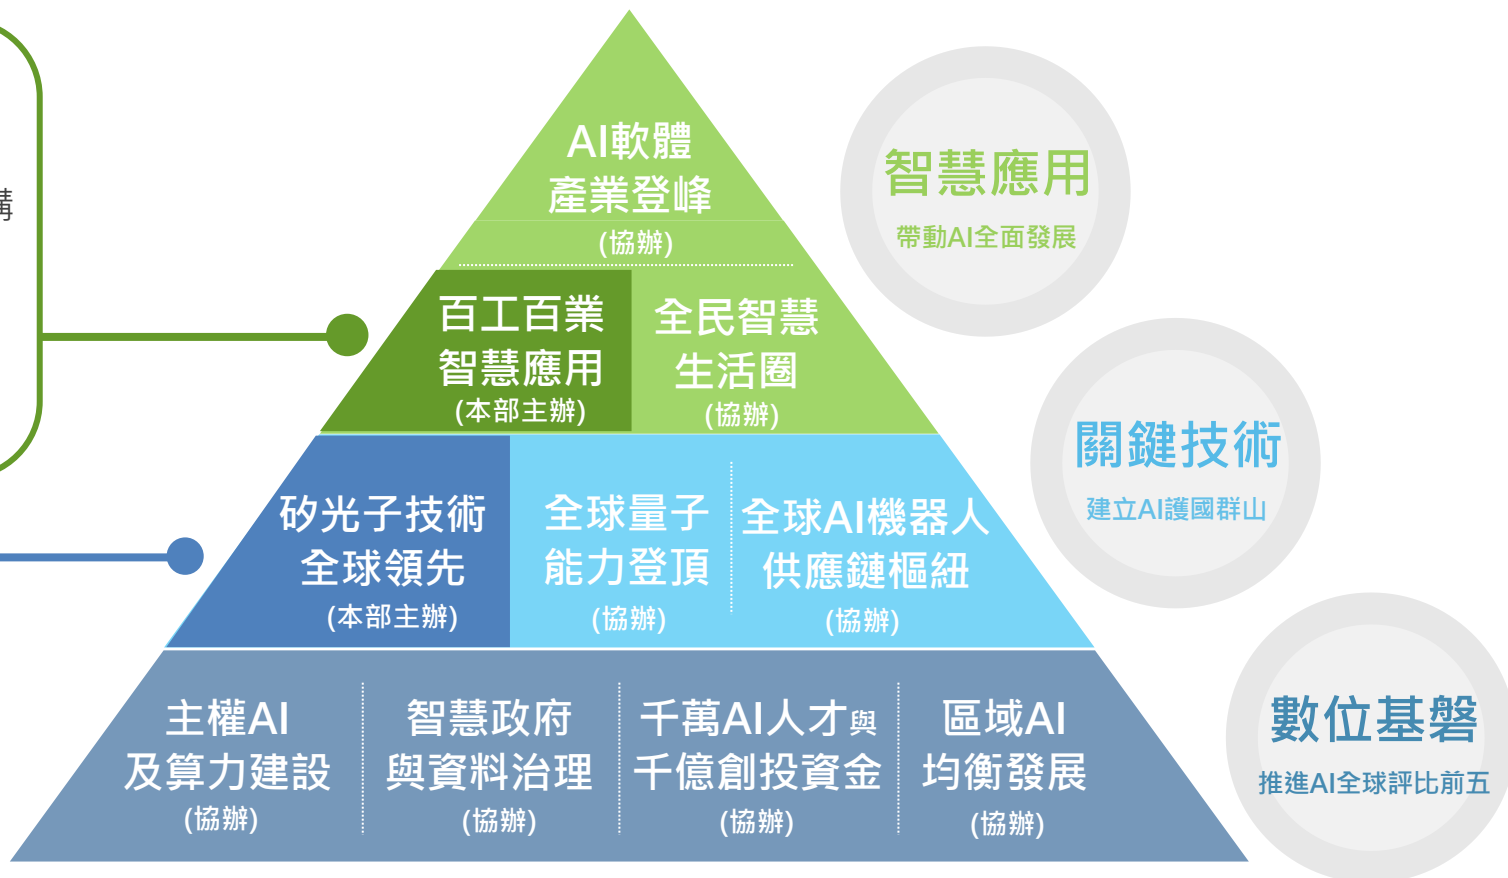 構
AI軟體
產業登峰
(協辦)
百工百業
智慧應用
(本部主辦)
全民智慧
生活圈
(協辦)
矽光子技術
全球領先
(本部主辦)
全球量子
能力登頂
(協辦)
全球AI機器人
供應鏈樞紐
(協辦)
主權AI
及算力建設
(協辦)
智慧政府
與資料治理
(協辦)
千萬AI人才與
千億創投資金
(協辦)
區域AI
均衡發展
(協辦)
智慧應用
帶動AI全面發展
關鍵技術
建立AI護國群山
數位基磐
推進AI全球評比前五